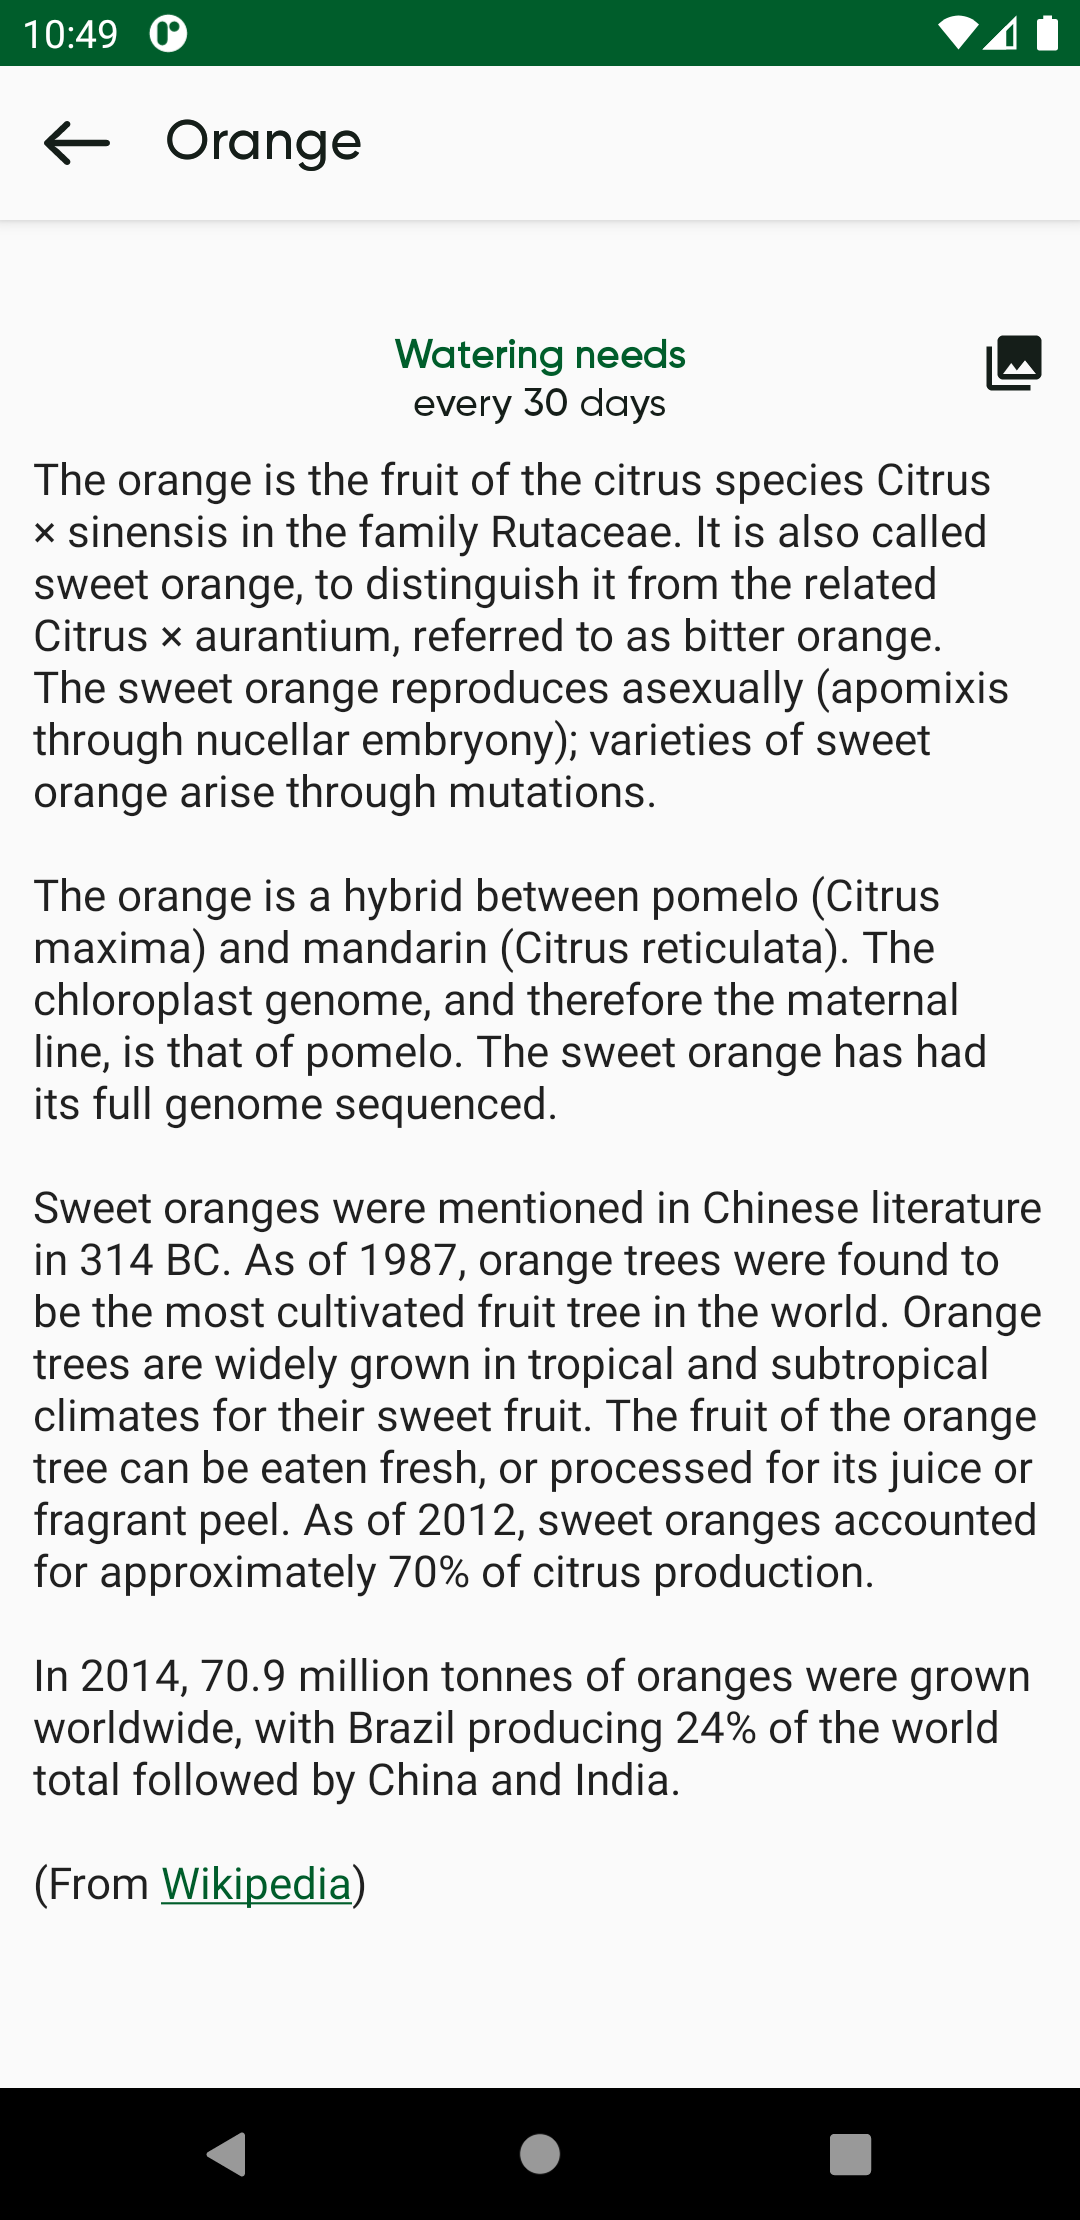 10:49
Orange
Watering needs
every 30 days
The orange is the fruit of the citrus species Citrus
× sinensis in the family Rutaceae. It is also called
sweet orange, to distinguish it from the related
Citrus × aurantium, referred to as bitter orange.
The sweet orange reproduces asexually (apomixis
through nucellar embryony); varieties of sweet
orange arise through mutations.
The orange is a hybrid between pomelo (Citrus
maxima) and mandarin (Citrus reticulata). The
chloroplast genome, and therefore the maternal
line, is that of pomelo. The sweet orange has had
its full genome sequenced.
Sweet oranges were mentioned in Chinese literature
in 314 BC. As of 1987, orange trees were found to
be the most cultivated fruit tree in the world. Orange
trees are widely grown in tropical and subtropical
climates for their sweet fruit. The fruit of the orange
tree can be eaten fresh, or processed for its juice or
fragrant peel. As of 2012, sweet oranges accounted
for approximately 70% of citrus production.
In 2014, 70.9 million tonnes of oranges were grown
worldwide, with Brazil producing 24% of the world
total followed by China and India.
(From Wikipedia)